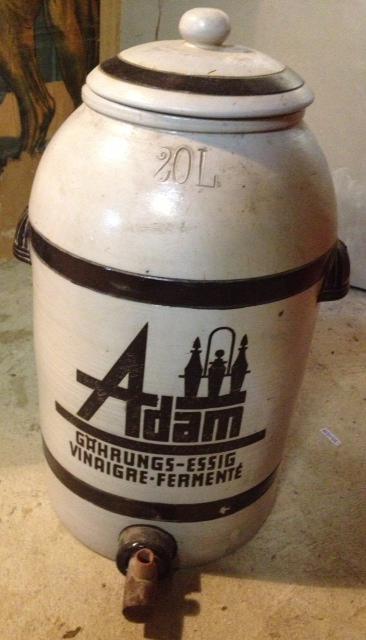 20L
Adam
GÄHRUNGS-ESSIG
VINAIGRE-FERMENTÉ